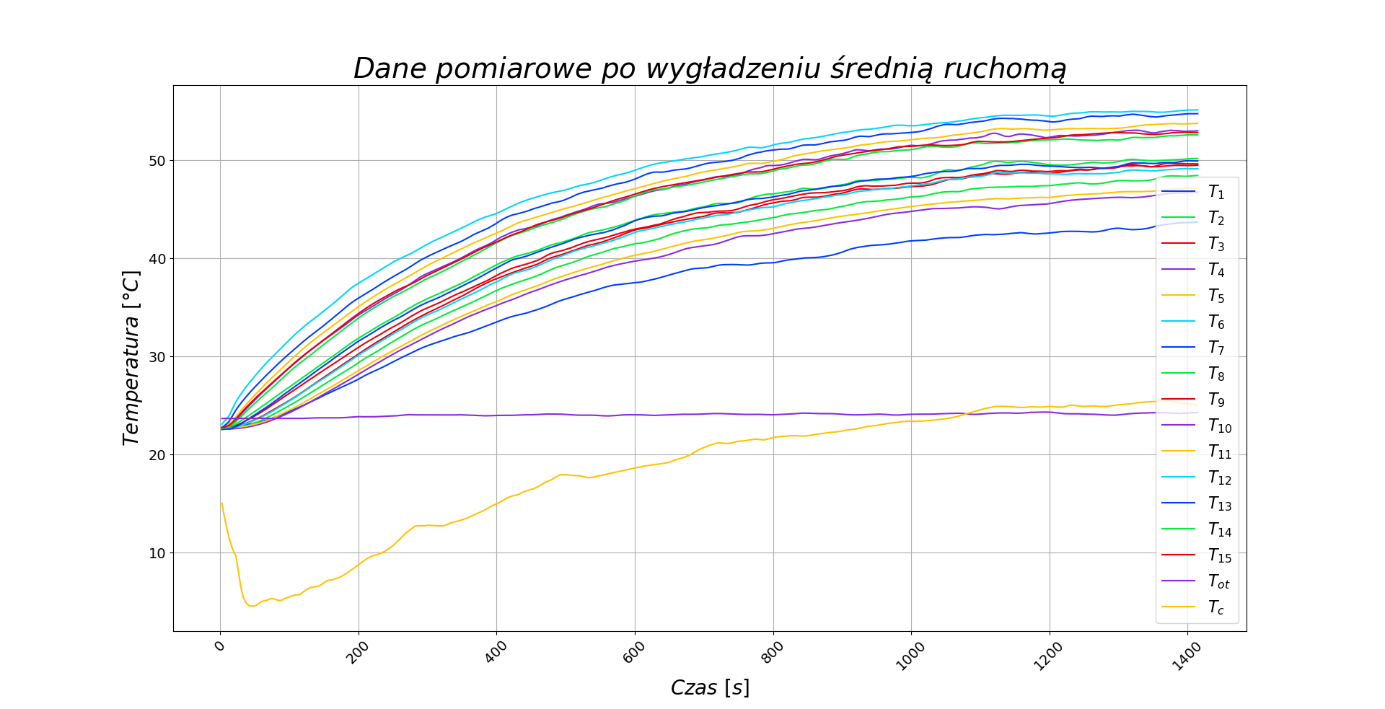 Dane pomiarowe po wygładzeniu średnią ruchomą
Temperatura [°C]
50
40
30
20
10
0
200
400
600
800
1000
1200
1400
Czas [s]
T₁
T₂
T₃
T₄
T₅
T₆
T₇
T₈
T₉
T₁₀
T₁₁
T₁₂
T₁₃
T₁₄
T₁₅
Tₒₜ
T_c